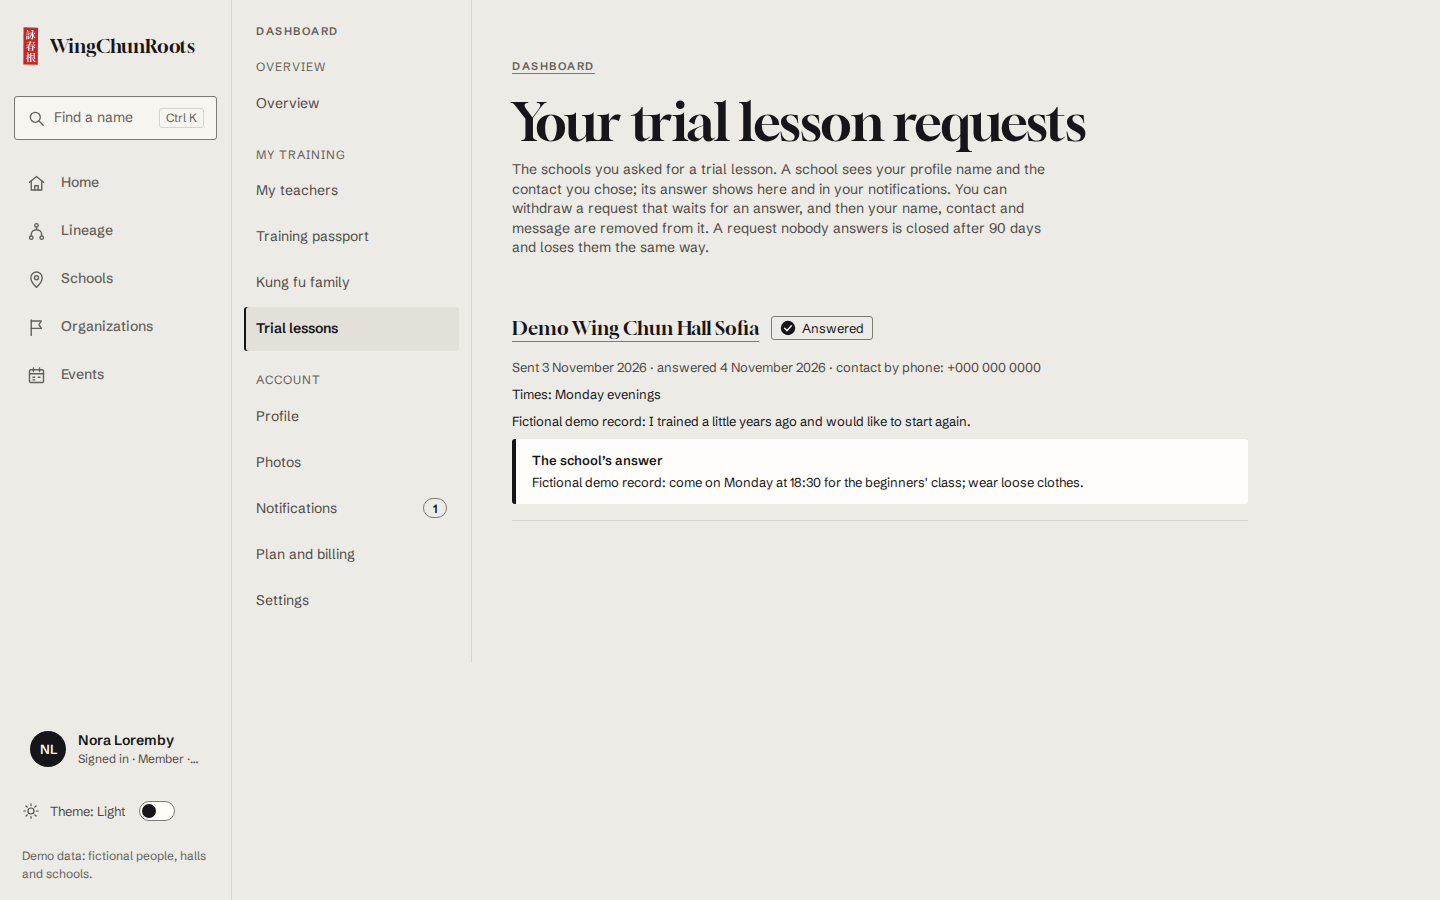 詠春根
WingChunRoots
Find a name
Ctrl K
Home
Lineage
Schools
Organizations
Events
Nora Loremby
NL
Signed in · Member ·…
Theme: Light
Demo data: fictional people, halls
and schools.
DASHBOARD
OVERVIEW
Overview
MY TRAINING
My teachers
Training passport
Kung fu family
Trial lessons
ACCOUNT
Profile
Photos
Notifications
1
Plan and billing
Settings
DASHBOARD
Your trial lesson requests
The schools you asked for a trial lesson. A school sees your profile name and the
contact you chose; its answer shows here and in your notifications. You can
withdraw a request that waits for an answer, and then your name, contact and
message are removed from it. A request nobody answers is closed after 90 days
and loses them the same way.
Demo Wing Chun Hall Sofia
Answered
Sent 3 November 2026 · answered 4 November 2026 · contact by phone: +000 000 0000
Times: Monday evenings
Fictional demo record: I trained a little years ago and would like to start again.
The school’s answer
Fictional demo record: come on Monday at 18:30 for the beginners' class; wear loose clothes.